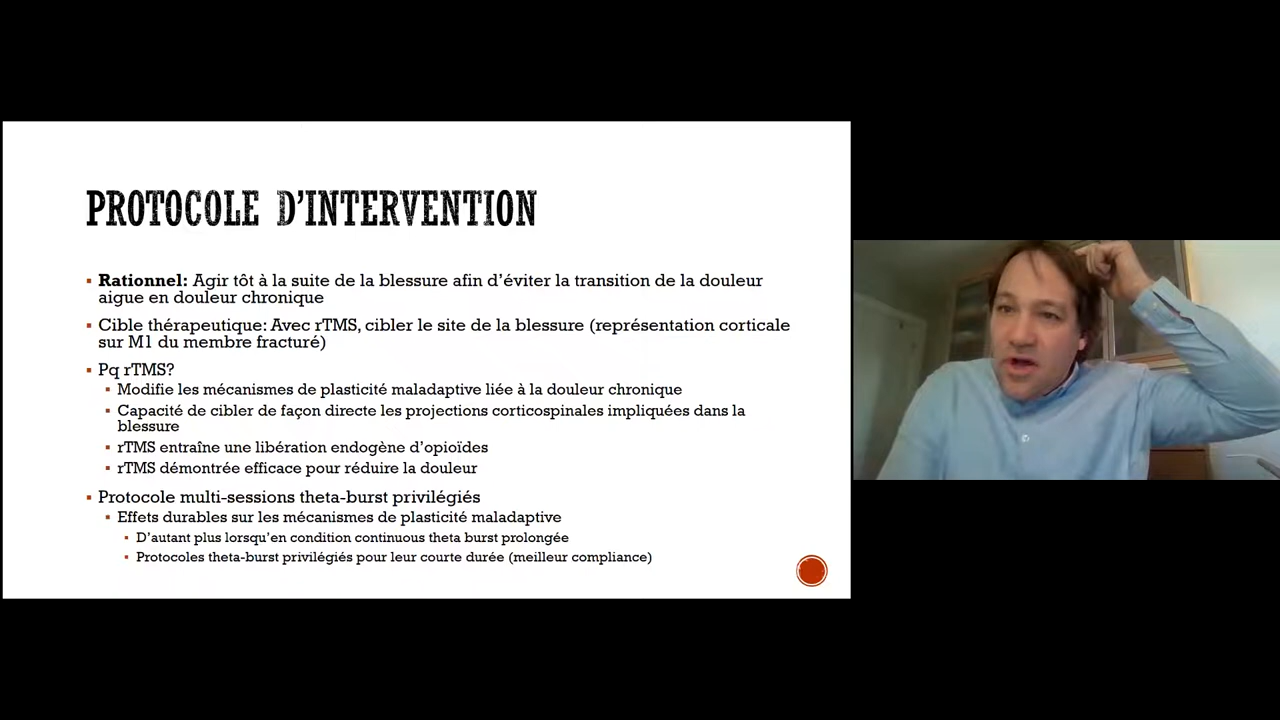 PROTOCOLE D'INTERVENTION
▪ Rationnel: Agir tôt à la suite de la blessure afin d'éviter la transition de la douleur
aigue en douleur chronique
▪ Cible thérapeutique: Avec rTMS, cibler le site de la blessure (représentation corticale
sur M1 du membre fracturé)
▪ Pq rTMS?
▪ Modifie les mécanismes de plasticité maladaptive liée à la douleur chronique
▪ Capacité de cibler de façon directe les projections corticospinales impliquées dans la
blessure
▪ rTMS entraîne une libération endogène d'opioïdes
▪ rTMS démontrée efficace pour réduire la douleur
▪ Protocole multi-sessions theta-burst privilégiés
▪ Effets durables sur les mécanismes de plasticité maladaptive
▪ D'autant plus lorsqu'en condition continuous theta burst prolongée
▪ Protocoles theta-burst privilégiés pour leur courte durée (meilleur compliance)